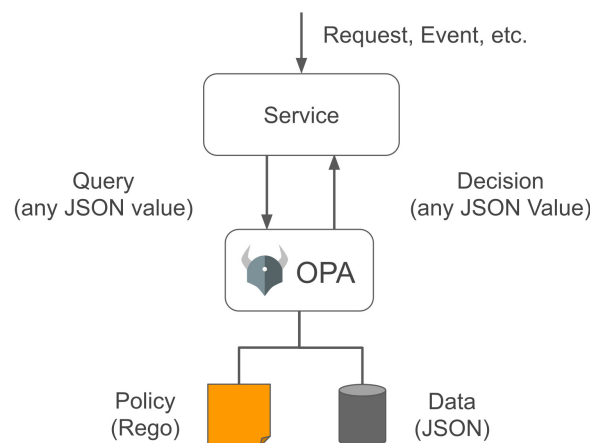 Request, Event, etc.
Service
Query
(any JSON value)
Decision
(any JSON Value)
OPA
Policy
(Rego)
Data
(JSON)